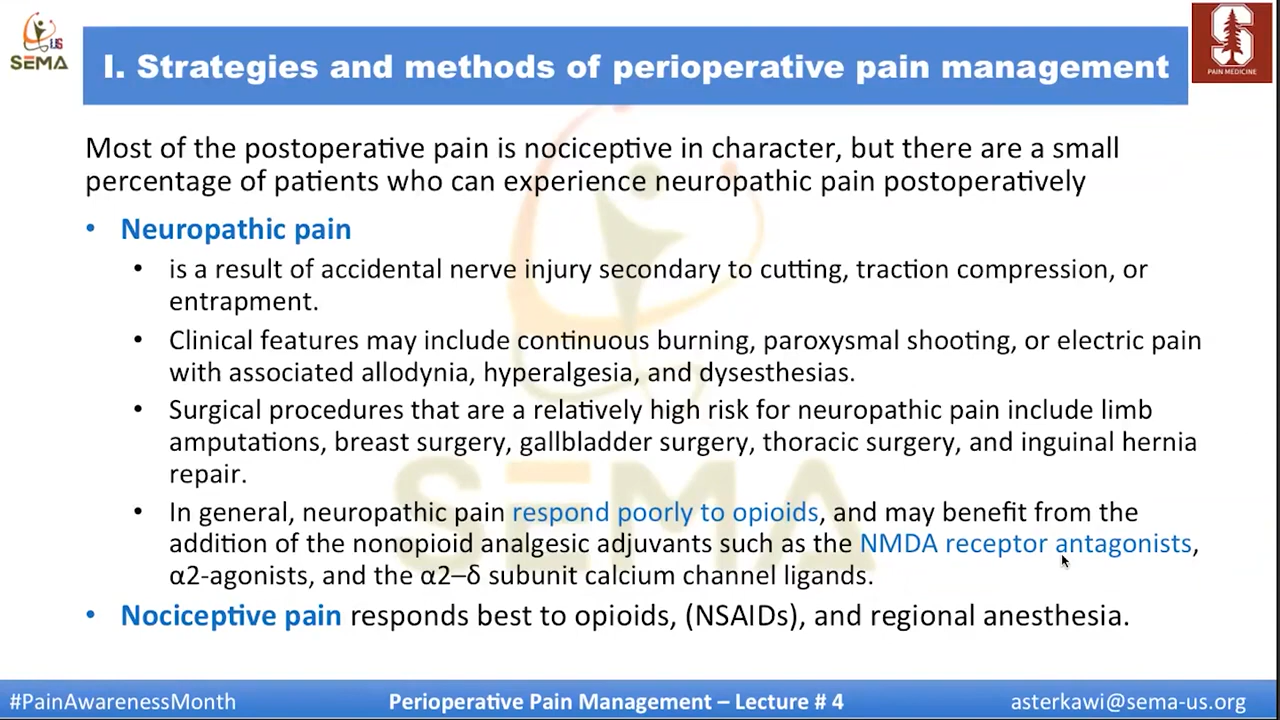 US
SEMA
I. Strategies and methods of perioperative pain management
S
PAIN MEDICINE
Most of the postoperative pain is nociceptive in character, but there are a small
percentage of patients who can experience neuropathic pain postoperatively
• Neuropathic pain
• is a result of accidental nerve injury secondary to cutting, traction compression, or
entrapment.
• Clinical features may include continuous burning, paroxysmal shooting, or electric pain
with associated allodynia, hyperalgesia, and dysesthesias.
• Surgical procedures that are a relatively high risk for neuropathic pain include limb
amputations, breast surgery, gallbladder surgery, thoracic surgery, and inguinal hernia
repair.
• In general, neuropathic pain respond poorly to opioids, and may benefit from the
addition of the nonopioid analgesic adjuvants such as the NMDA receptor antagonists,
α2-agonists, and the α2–δ subunit calcium channel ligands.
• Nociceptive pain responds best to opioids, (NSAIDs), and regional anesthesia.
SEMA
#PainAwarenessMonth
Perioperative Pain Management – Lecture # 4
asterkawi@sema-us.org